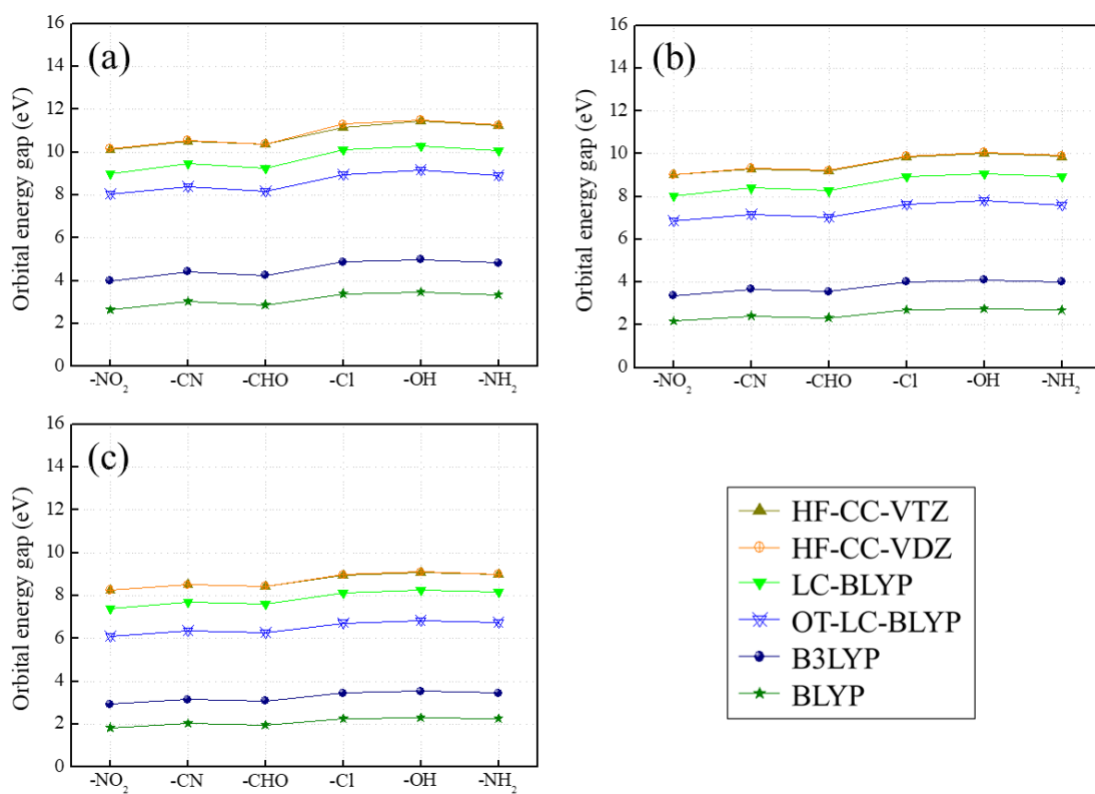 (a)
Orbital energy gap (eV)
16
14
12
10
8
6
4
2
0
-NO2
-CN
-CHO
-Cl
-OH
-NH2
(b)
Orbital energy gap (eV)
16
14
12
10
8
6
4
2
0
-NO2
-CN
-CHO
-Cl
-OH
-NH2
(c)
Orbital energy gap (eV)
16
14
12
10
8
6
4
2
0
-NO2
-CN
-CHO
-Cl
-OH
-NH2
HF-CC-VTZ
HF-CC-VDZ
LC-BLYP
OT-LC-BLYP
B3LYP
BLYP